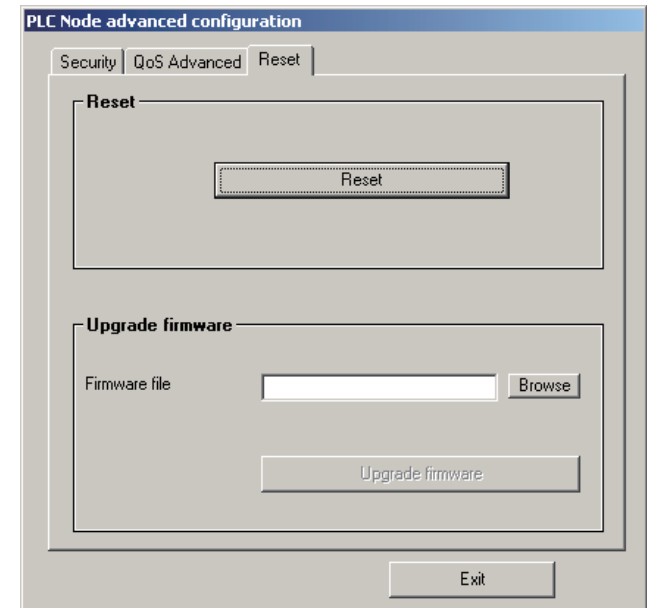 PLC Node advanced configuration
Security QoS Advanced Reset
Reset
Reset
Upgrade firmware
Firmware file Browse
Upgrade firmware
Exit